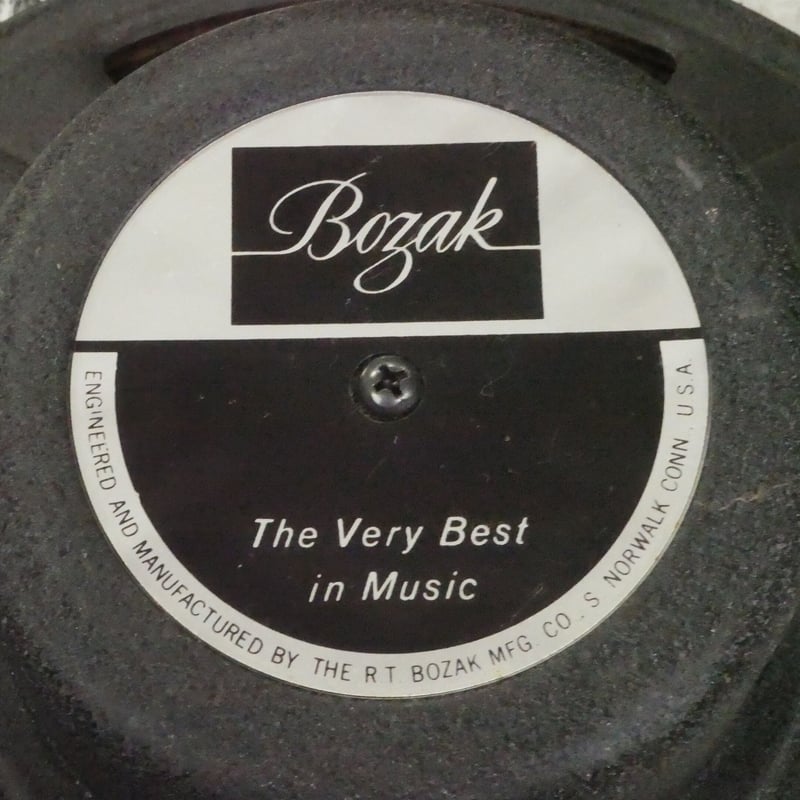 Bozak
The Very Best
in Music
ENGINEERED AND MANUFACTURED BY THE R.T. BOZAK MFG. CO., S. NORWALK CONN., U.S.A.